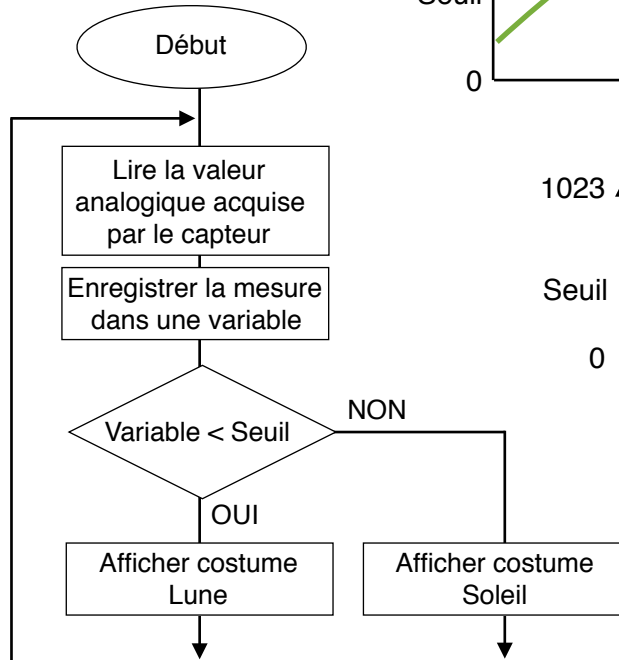 Début
Lire la valeur
analogique acquise
par le capteur
Enregistrer la mesure
dans une variable
Variable < Seuil
NON
OUI
Afficher costume
Lune
Afficher costume
Soleil
Seuil
0
1023
Seuil
0